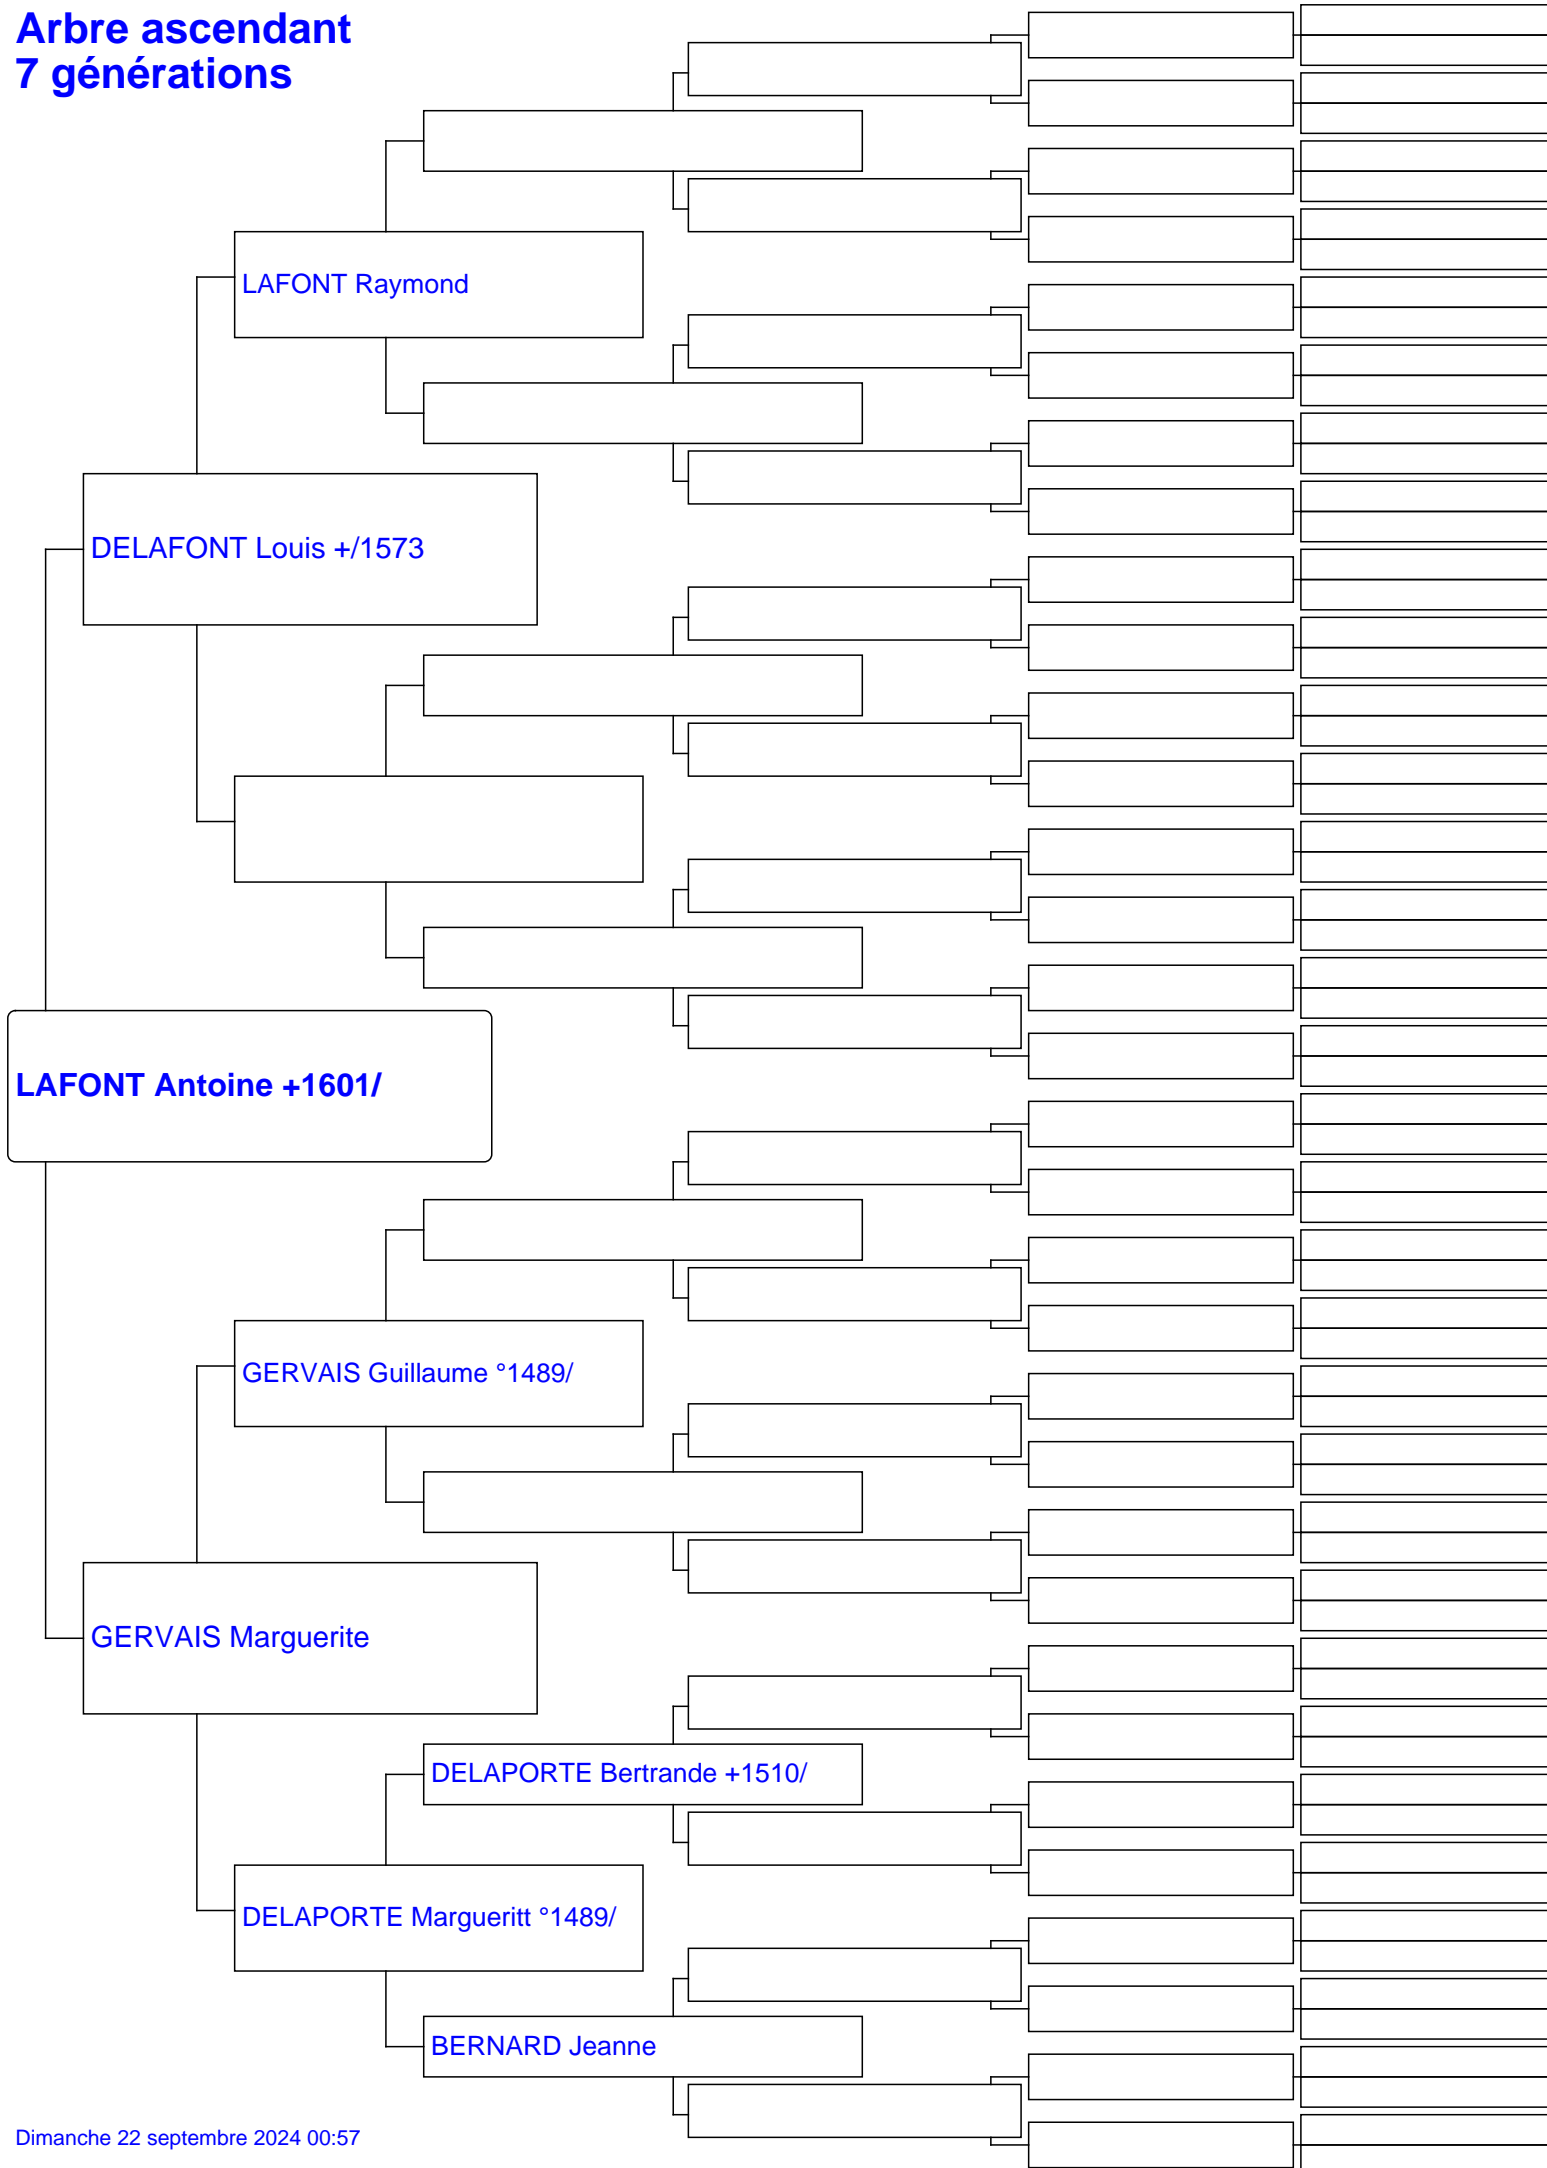 Arbre ascendant
7 générations
LAFONT Raymond
DELAFONT Louis +/1573
LAFONT Antoine +1601/
GERVAIS Guillaume °1489/
GERVAIS Marguerite
DELAPORTE Bertrande +1510/
DELAPORTE Margueritt °1489/
BERNARD Jeanne
Dimanche 22 septembre 2024 00:57